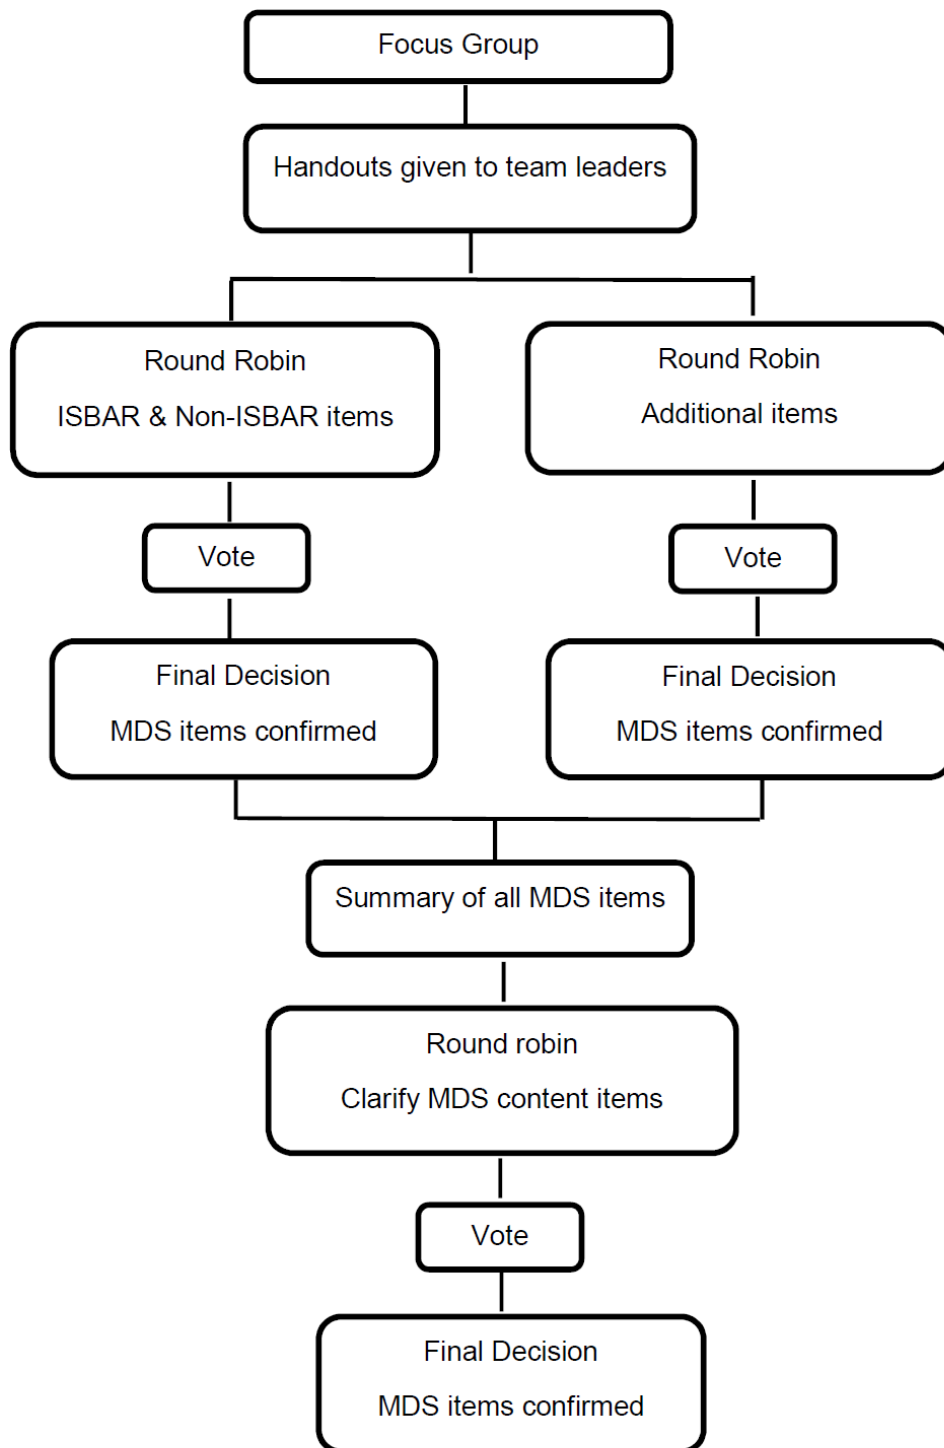 Focus Group
Handouts given to team leaders
Round Robin
ISBAR & Non-ISBAR items
Round Robin
Additional items
Vote
Vote
Final Decision
MDS items confirmed
Final Decision
MDS items confirmed
Summary of all MDS items
Round robin
Clarify MDS content items
Vote
Final Decision
MDS items confirmed